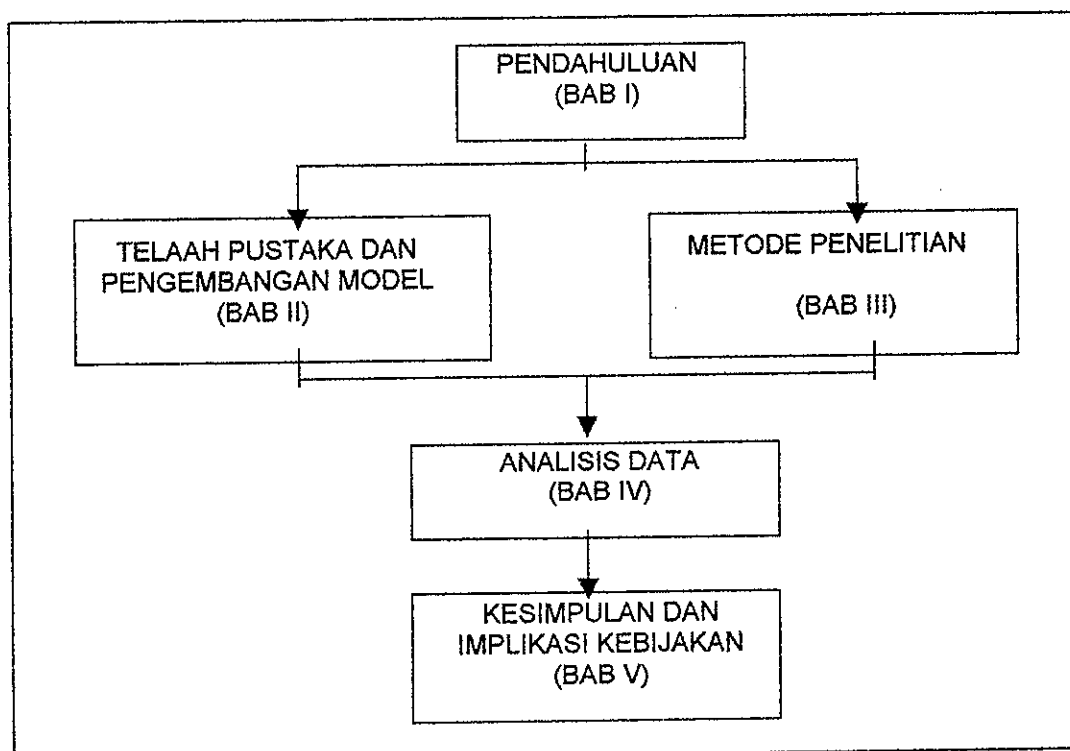 PENDAHULUAN
(BAB I)
TELAAH PUSTAKA DAN
PENGEMBANGAN MODEL
(BAB II)
METODE PENELITIAN
(BAB III)
ANALISIS DATA
(BAB IV)
KESIMPULAN DAN
IMPLIKASI KEBIJAKAN
(BAB V)